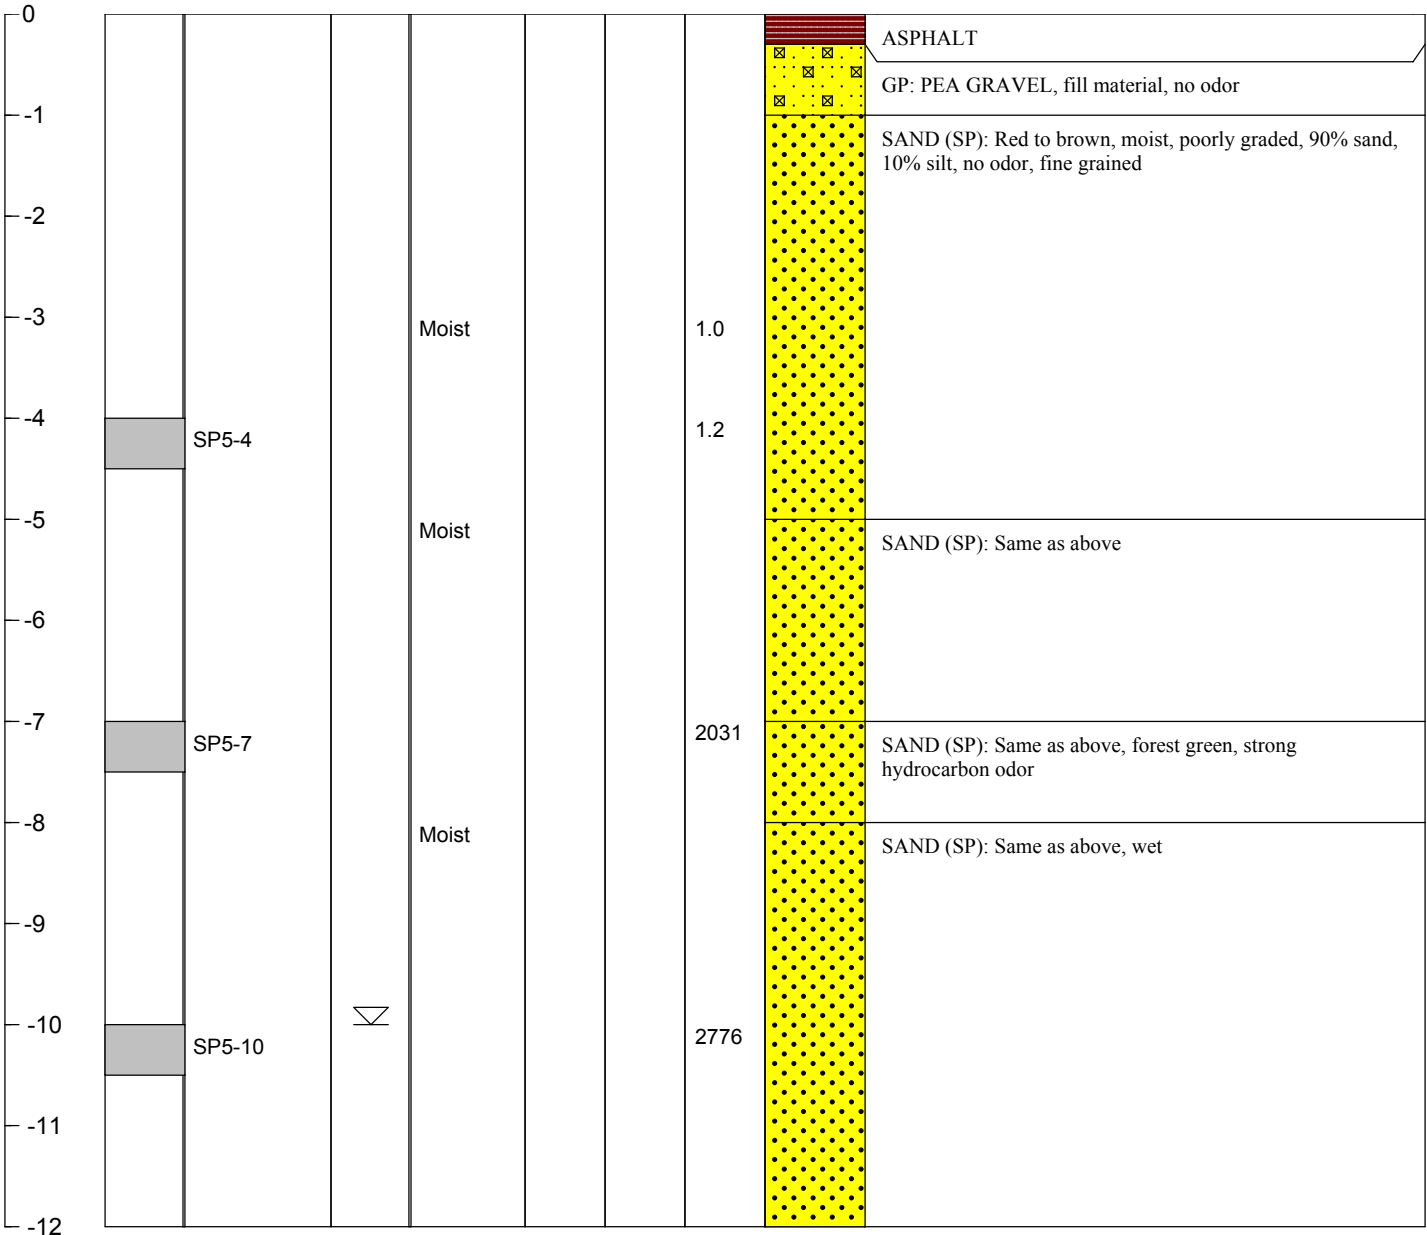 0
ASPHALT
GP: PEA GRAVEL, fill material, no odor
-1
SAND (SP): Red to brown, moist, poorly graded, 90% sand,
10% silt, no odor, fine grained
-2
-3
Moist
1.0
-4
SP5-4
1.2
-5
Moist
SAND (SP): Same as above
-6
-7
SP5-7
2031
SAND (SP): Same as above, forest green, strong
hydrocarbon odor
-8
Moist
SAND (SP): Same as above, wet
-9
-10
SP5-10
2776
-11
-12